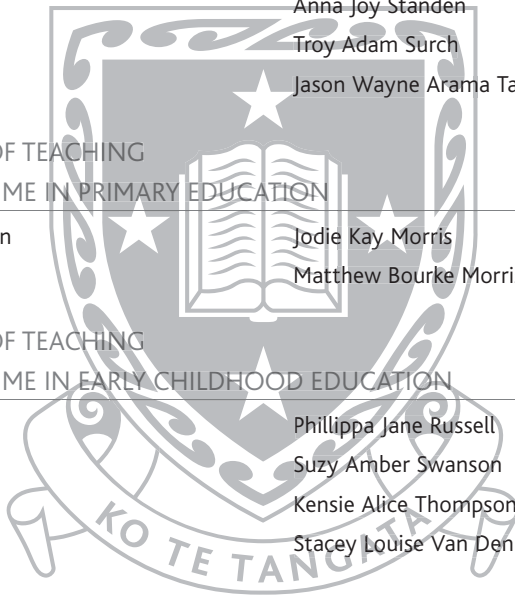 Anna Joy Standen
Troy Adam Surch
Jason Wayne Arama
OF TEACHING
ME IN PRIMARY EDUCATION
Jodie Kay Morris
Matthew Bourke
OF TEACHING
ME IN EARLY CHILDHOOD EDUCATION
Phillippa Jane Russell
Suzy Amber Swanson
Kensie Alice Thompson
Stacey Louise Van Den
KO TE TANGATA